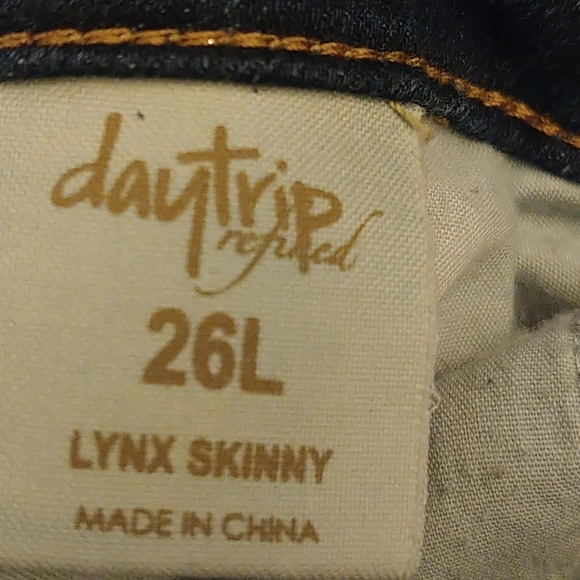 daytrip
refined
26L
LYNX SKINNY
MADE IN CHINA